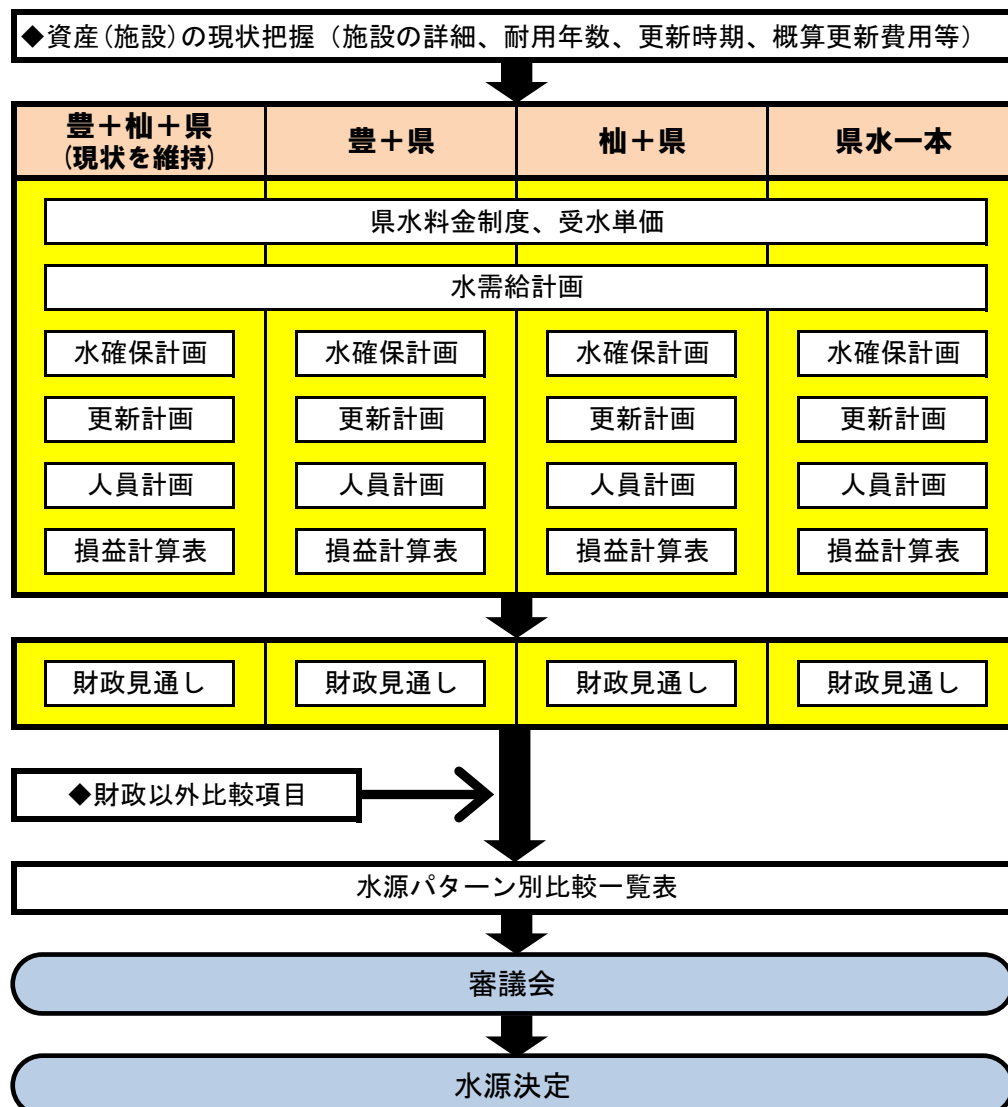 ◆資産(施設)の現状把握(施設の詳細、耐用年数、更新時期、概算更新費用等)
豊+杣+県
(現状を維持)
豊+県
杣+県
県水一本
県水料金制度、受水単価
水需給計画
水確保計画 水確保計画 水確保計画 水確保計画
更新計画 更新計画 更新計画 更新計画
人員計画 人員計画 人員計画 人員計画
損益計算表 損益計算表 損益計算表 損益計算表
財政見通し 財政見通し 財政見通し 財政見通し
◆財政以外比較項目
水源パターン別比較一覧表
審議会
水源決定